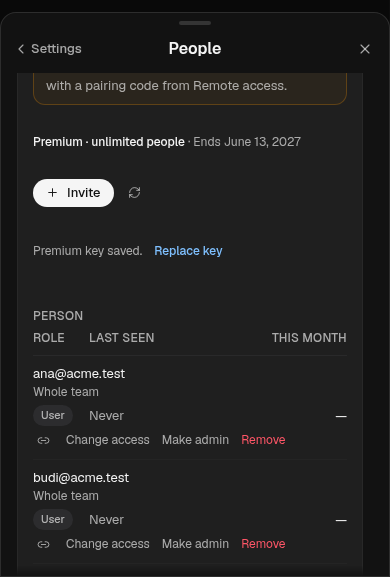 Settings
People
with a pairing code from Remote access.
Premium · unlimited people · Ends June 13, 2027
Invite
Premium key saved. Replace key
PERSON
ROLE LAST SEEN THIS MONTH
ana@acme.test
Whole team
User Never —
Change access Make admin Remove
budi@acme.test
Whole team
User Never —
Change access Make admin Remove